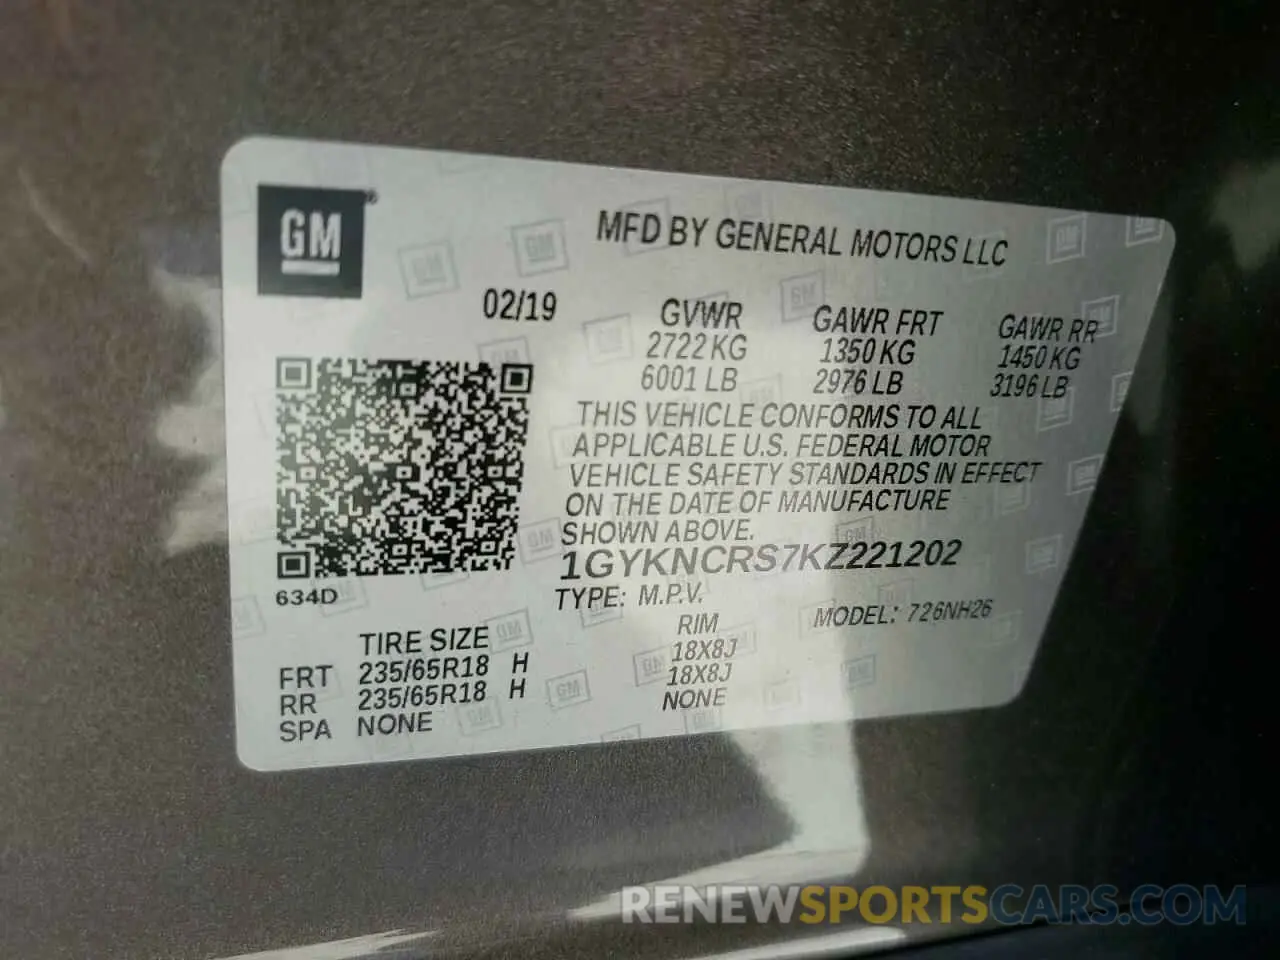 GM®
MFD BY GENERAL MOTORS LLC
02/19
GVWR GAWR FRT GAWR RR
2722 KG 1350 KG 1450 KG
6001 LB 2976 LB 3196 LB
THIS VEHICLE CONFORMS TO ALL
APPLICABLE U.S. FEDERAL MOTOR
VEHICLE SAFETY STANDARDS IN EFFECT
ON THE DATE OF MANUFACTURE
SHOWN ABOVE.
1GYKNCRS7KZ221202
TYPE: M.P.V. MODEL: 726NH26
634D
TIRE SIZE RIM
FRT 235/65R18 H 18X8J
RR 235/65R18 H 18X8J
SPA NONE NONE
RENEWSPORTSCARS.COM